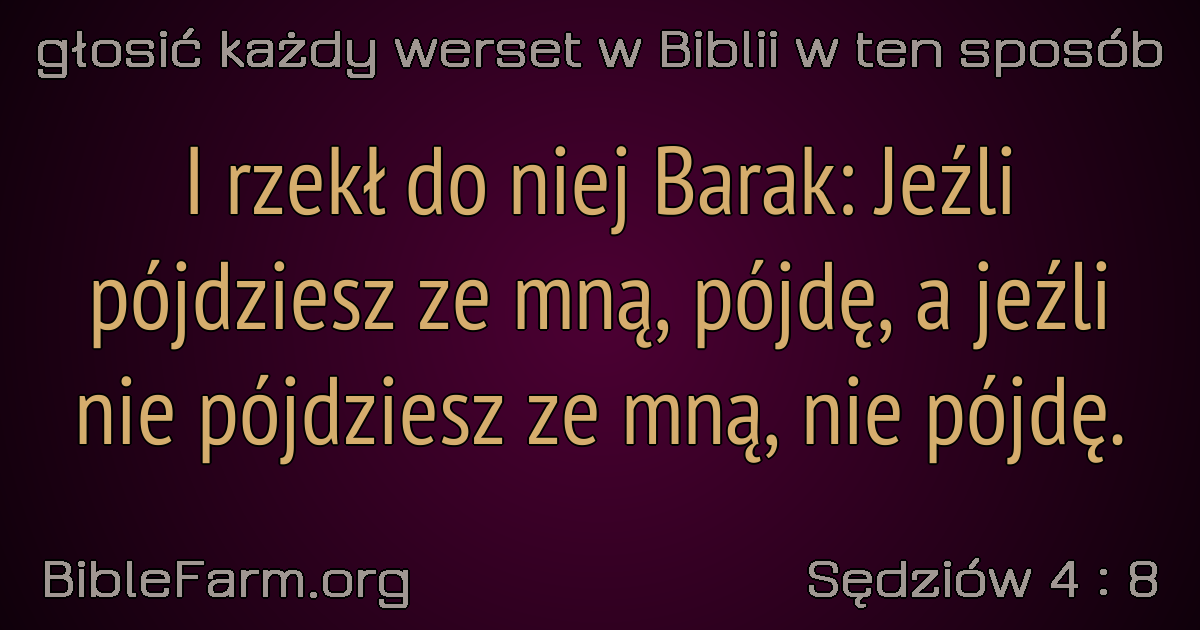 głosić każdy werset w Biblii w ten sposób
I rzekł do niej Barak: Jeźli
pójdziesz ze mną, pójdę, a jeźli
nie pójdziesz ze mną, nie pójdę.
BibleFarm.org
Sędziów 4 : 8